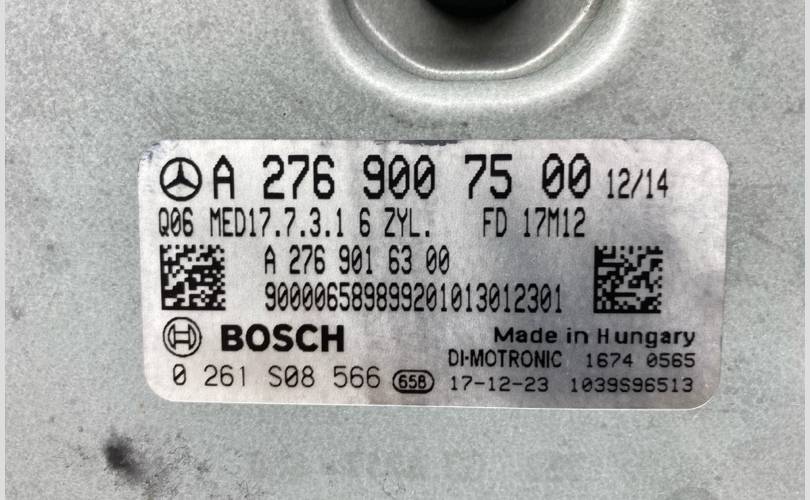 A 276 900 75 00 12/14
Q06 MED17.7.3.1 6 ZYL. FD 17M12
A 276 901 63 00
900006589899201013012301
BOSCH Made in Hungary
DI-MOTRONIC 1674 0565
0 261 S08 566 658 17-12-23 1039S96513